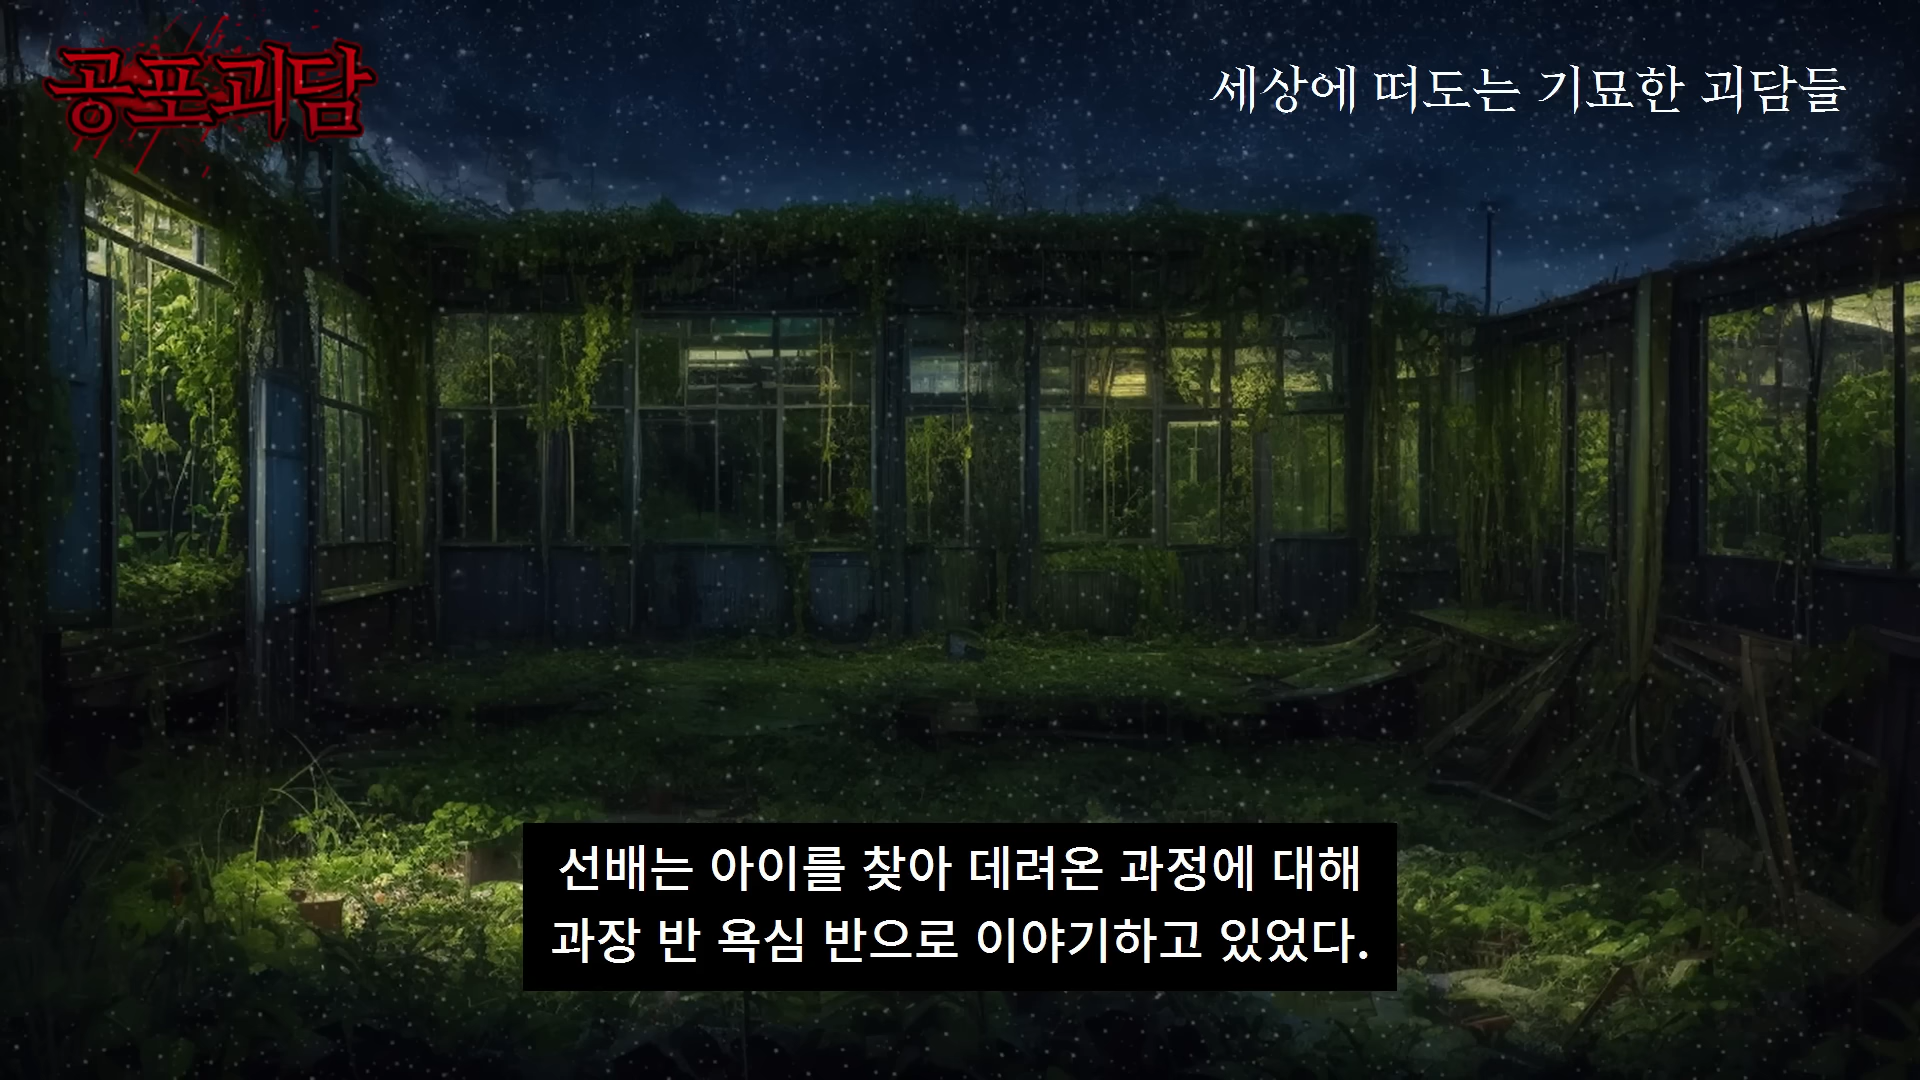 공포괴담
세상에 떠도는 기묘한 괴담들
선배는 아이를 찾아 데려온 과정에 대해
과장 반 욕심 반으로 이야기하고 있었다.